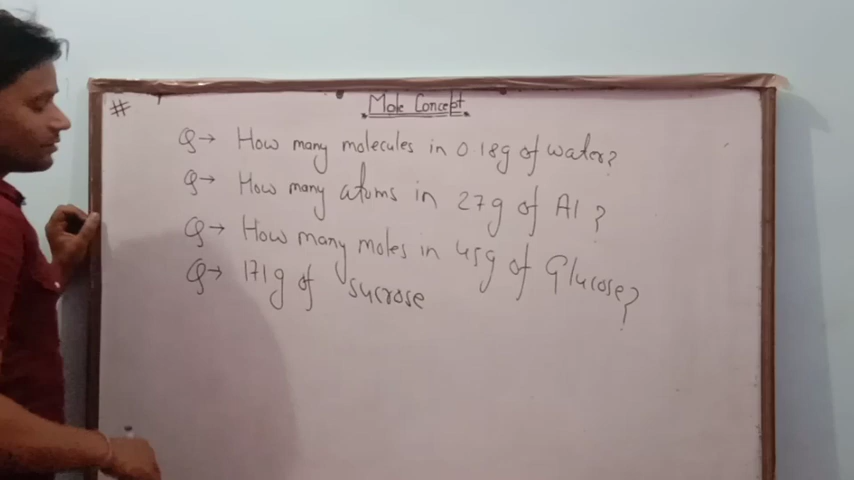 # Mole Concept
Q→ How many molecules in 0.18g of water?
Q→ How many atoms in 27g of Al ?
Q→ How many moles in 45g of Glucose?
Q→ 171g of sucrose